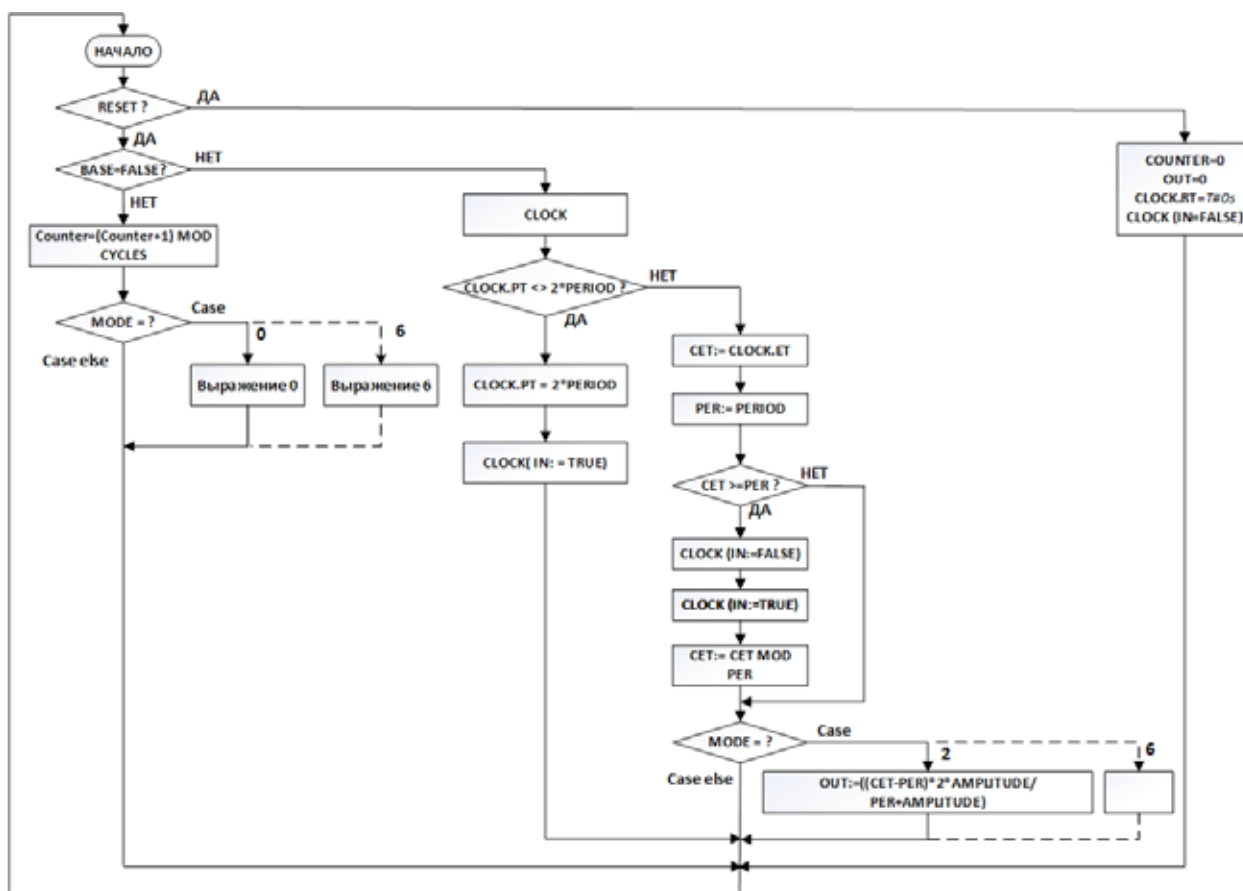 НАЧАЛО
RESET ?
ДА
ДА
BASE=FALSE?
НЕТ
НЕТ
COUNTER=0
OUT=0
CLOCK.RT=T#0s
CLOCK (IN=FALSE)
CLOCK
Counter=(Counter+1) MOD
CYCLES
CLOCK.PT <> 2*PERIOD ?
НЕТ
ДА
MODE = ?
Case
0
6
Case else
Выражение 0
Выражение 6
CLOCK.PT = 2*PERIOD
CLOCK( IN: = TRUE)
CET:= CLOCK.ET
PER:= PERIOD
CET >=PER ?
НЕТ
ДА
CLOCK (IN:=FALSE)
CLOCK (IN:=TRUE)
CET:= CET MOD
PER
MODE = ?
Case
2
6
Case else
OUT:=((CET-PER)*2*AMPLITUDE/
PER+AMPLITUDE)